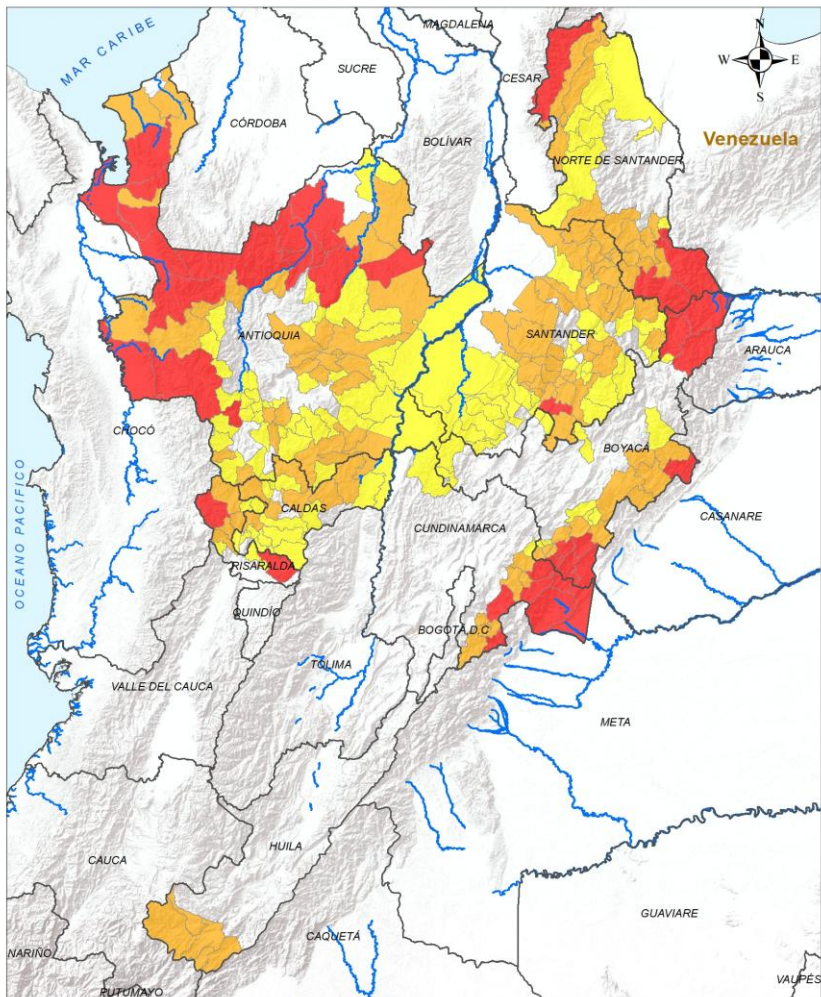 MAGDALENA
N
MAR CARIBE
SUCRE
CESAR
W
E
S
CÓRDOBA
BOLÍVAR
Venezuela
NORTE DE SANTANDER
ANTIOQUIA
SANTANDER
ARAUCA
CHOCÓ
BOYACÁ
CALDAS
CASANARE
CUNDINAMARCA
OCEANO PACIFICO
RISARALDA
QUINDÍO
BOGOTÁ, D.C
TOLIMA
VALLE DEL CAUCA
META
HUILA
CAUCA
GUAVIARE
NARIÑO
CAQUETÁ
PUTUMAYO
VAUPÉS